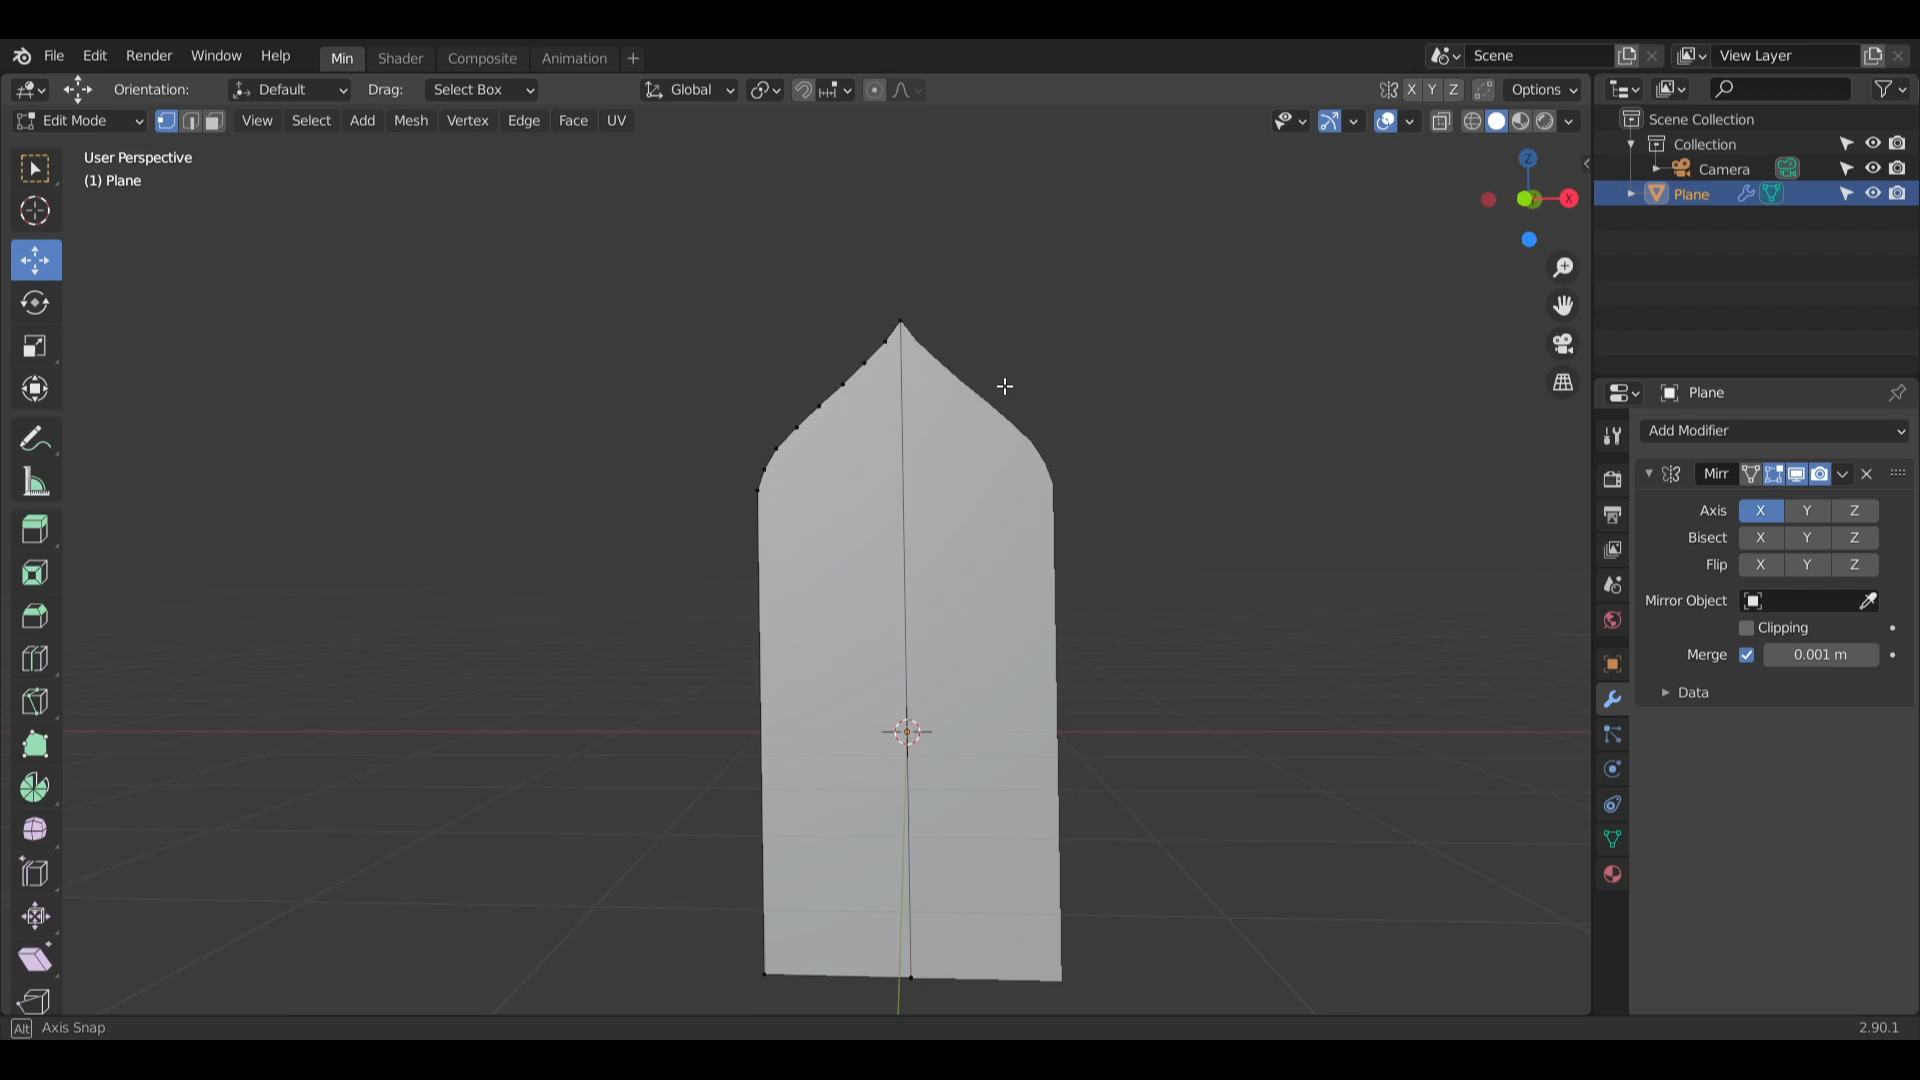 File Edit Render Window Help Min Shader Composite Animation Scene View Layer
Orientation: Default Drag: Select Box Global X Y Z Options
Edit Mode View Select Add Mesh Vertex Edge Face UV
User Perspective
(1) Plane
Z
X
Scene Collection
Collection
Camera
Plane
Plane
Add Modifier
Mirr
Axis X Y Z
Bisect X Y Z
Flip X Y Z
Mirror Object
Clipping
Merge 0.001 m
Data
Alt Axis Snap 2.90.1